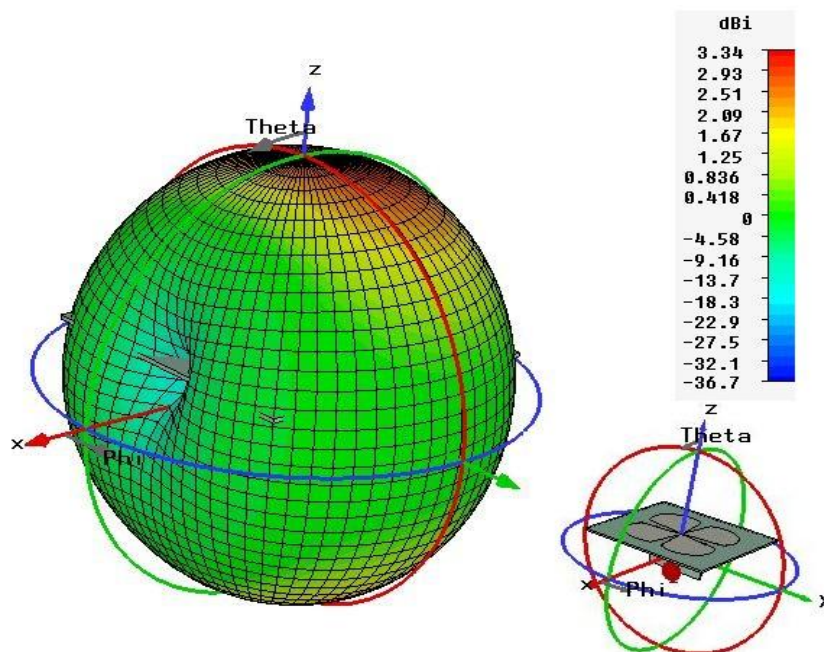 dBi
3.34
2.93
2.51
2.09
1.67
1.25
0.836
0.418
0
-4.58
-9.16
-13.7
-18.3
-22.9
-27.5
-32.1
-36.7
z
Theta
x
Phi
z
Theta
x
Phi